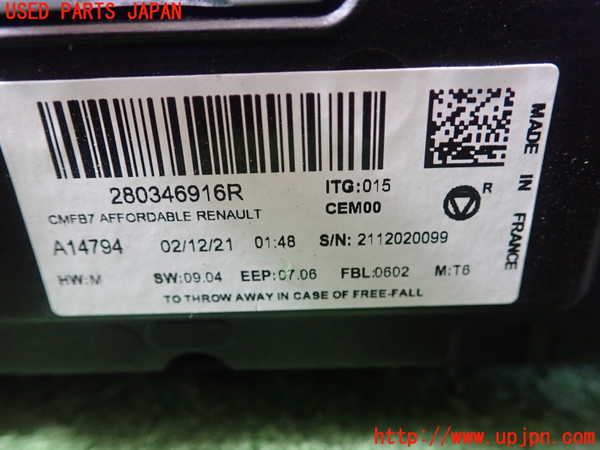 USED PARTS JAPAN
280346916R
ITG:015
CMFB7 AFFORDABLE RENAULT
CEM00
R
A14794 02/12/21 01:48 S/N: 2112020099
HW:M SW:09.04 EEP:07.06 FBL:0602 M:T6
TO THROW AWAY IN CASE OF FREE-FALL
MADE IN FRANCE
http://www.upjpn.com/